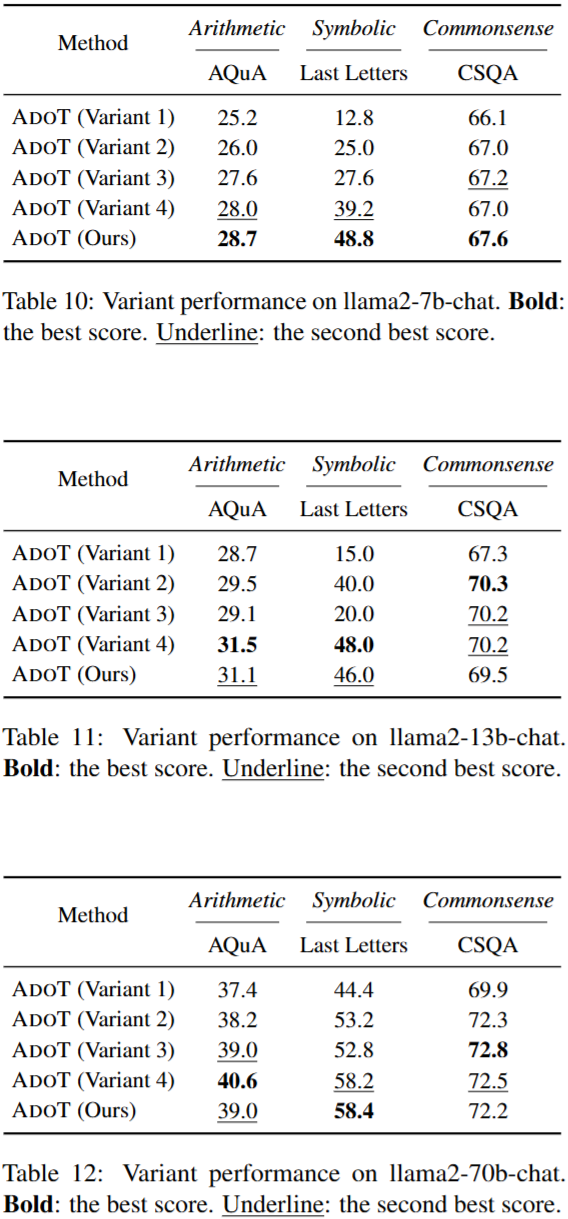 Method Arithmetic Symbolic Commonsense
AQuA Last Letters CSQA
ADOT (Variant 1) 25.2 12.8 66.1
ADOT (Variant 2) 26.0 25.0 67.0
ADOT (Variant 3) 27.6 27.6 67.2
ADOT (Variant 4) 28.0 39.2 67.0
ADOT (Ours) 28.7 48.8 67.6
Table 10: Variant performance on llama2-7b-chat. Bold:
the best score. Underline: the second best score.
Method Arithmetic Symbolic Commonsense
AQuA Last Letters CSQA
ADOT (Variant 1) 28.7 15.0 67.3
ADOT (Variant 2) 29.5 40.0 70.3
ADOT (Variant 3) 29.1 20.0 70.2
ADOT (Variant 4) 31.5 48.0 70.2
ADOT (Ours) 31.1 46.0 69.5
Table 11: Variant performance on llama2-13b-chat.
Bold: the best score. Underline: the second best score.
Method Arithmetic Symbolic Commonsense
AQuA Last Letters CSQA
ADOT (Variant 1) 37.4 44.4 69.9
ADOT (Variant 2) 38.2 53.2 72.3
ADOT (Variant 3) 39.0 52.8 72.8
ADOT (Variant 4) 40.6 58.2 72.5
ADOT (Ours) 39.0 58.4 72.2
Table 12: Variant performance on llama2-70b-chat.
Bold: the best score. Underline: the second best score.